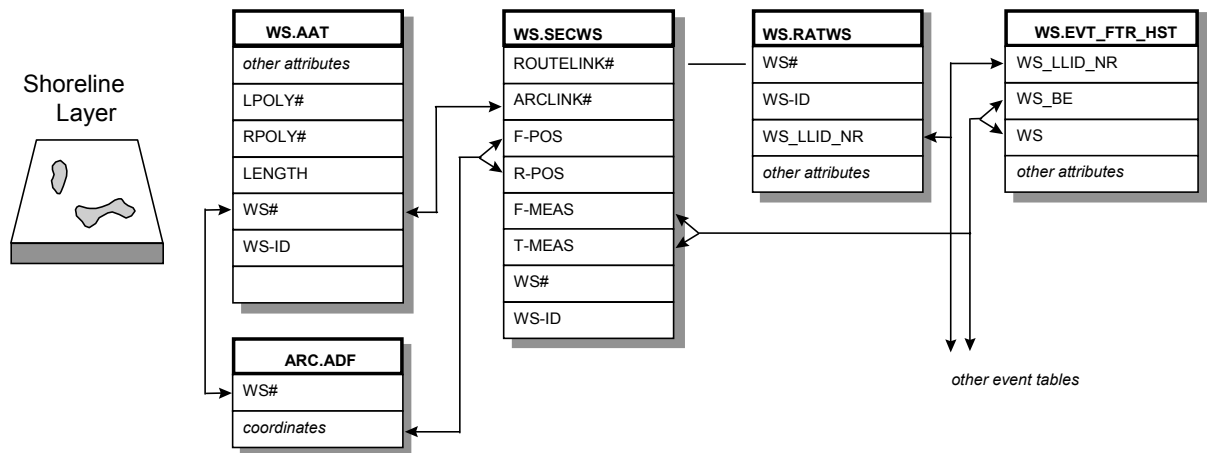 Shoreline
Layer
WS.AAT
other attributes
LPOLY#
RPOLY#
LENGTH
WS#
WS-ID
ARC.ADF
WS#
coordinates
WS.SECWS
ROUTELINK#
ARCLINK#
F-POS
R-POS
F-MEAS
T-MEAS
WS#
WS-ID
WS.RATWS
WS#
WS-ID
WS_LLID_NR
other attributes
WS.EVT_FTR_HST
WS_LLID_NR
WS_BE
WS
other attributes
other event tables